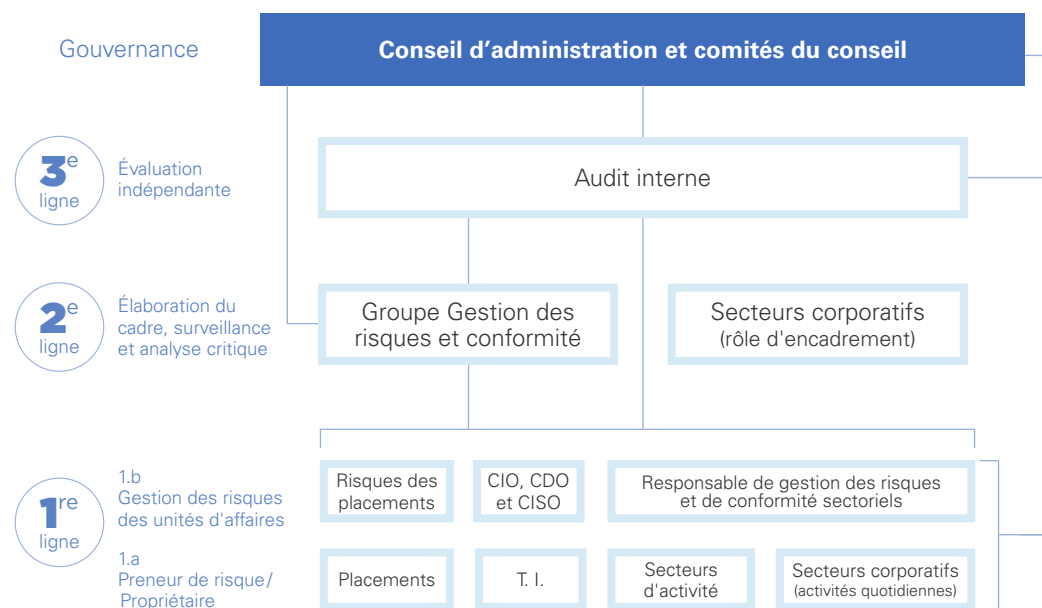 Gouvernance
Conseil d’administration et comités du conseil
3e
ligne
Évaluation
indépendante
Audit interne
2e
ligne
Élaboration du
cadre, surveillance
et analyse critique
Groupe Gestion des
risques et conformité
Secteurs corporatifs
(rôle d'encadrement)
1re
ligne
1.b
Gestion des risques
des unités d'affaires
Risques des
placements
CIO, CDO
et CISO
Responsable de gestion des risques
et de conformité sectoriels
1.a
Preneur de risque/
Propriétaire
Placements
T. I.
Secteurs
d'activité
Secteurs corporatifs
(activités quotidiennes)